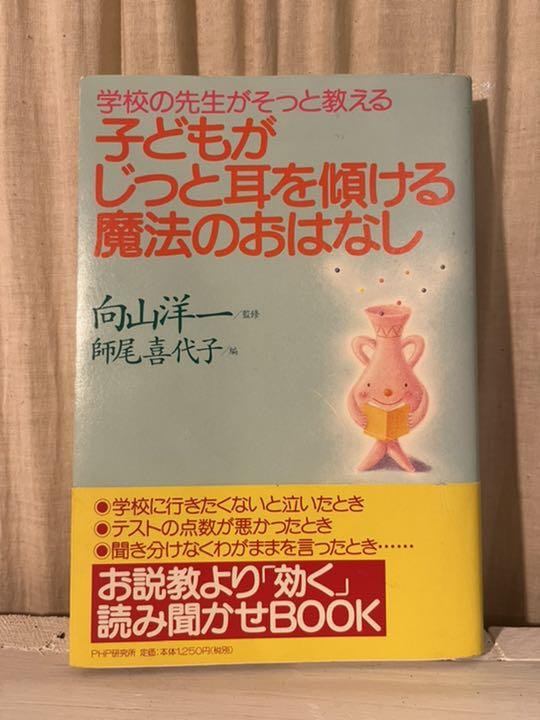 学校の先生がそっと教える
子どもが
じっと耳を傾ける
魔法のおはなし
向山洋一/監修
師尾喜代子/編
●学校に行きたくないと泣いたとき
●テストの点数が悪かったとき
●聞き分けなくわがままを言ったとき……
お説教より「効く」
読み聞かせBOOK
PHP研究所 定価:本体1,250円(税別)